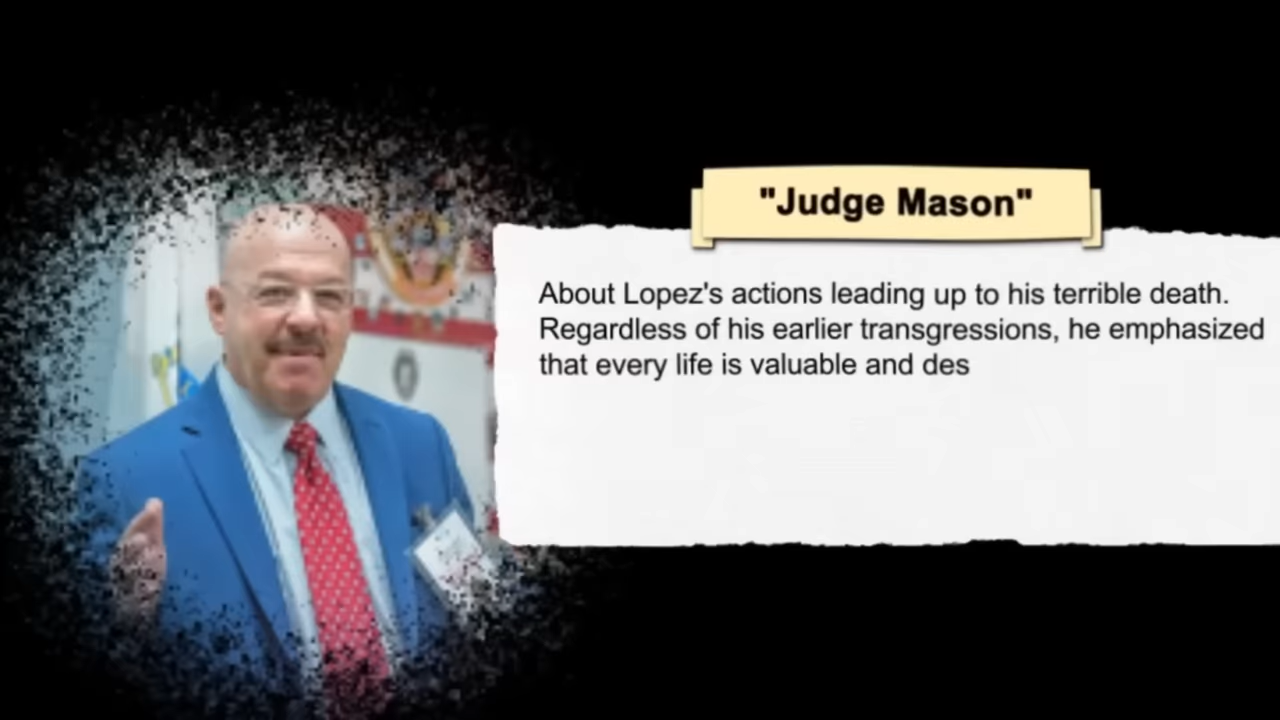 "Judge Mason"
About Lopez's actions leading up to his terrible death.
Regardless of his earlier transgressions, he emphasized
that every life is valuable and des